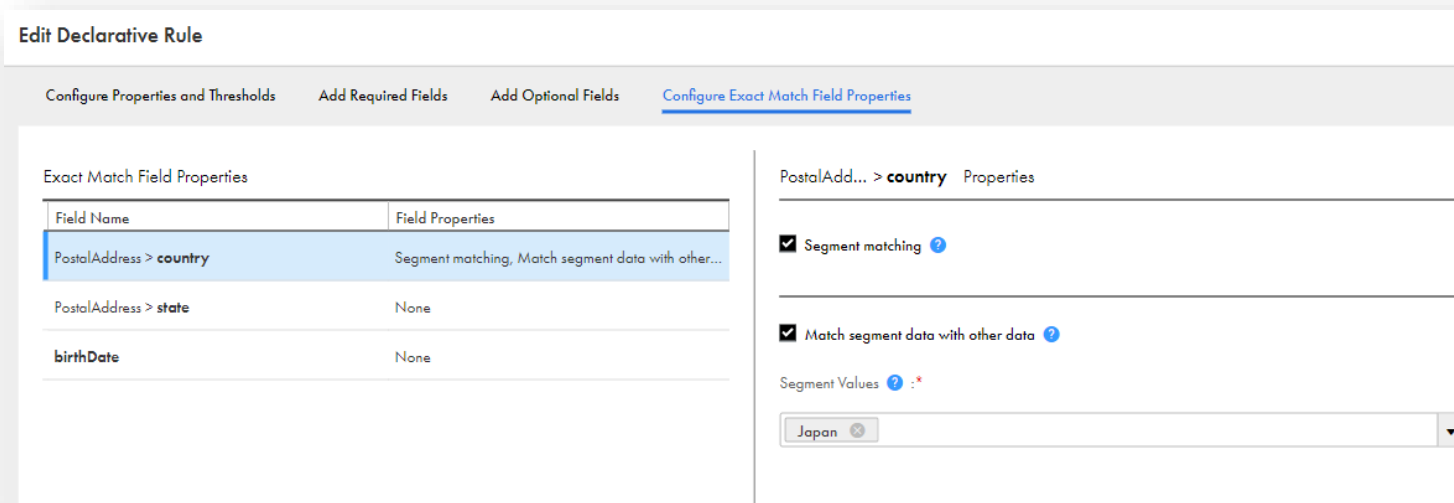 Edit Declarative Rule
Configure Properties and Thresholds Add Required Fields Add Optional Fields Configure Exact Match Field Properties
Exact Match Field Properties
Field Name Field Properties
PostalAddress > country Segment matching, Match segment data with other...
PostalAddress > state None
birthDate None
PostalAdd... > country Properties
Segment matching ?
Match segment data with other data ?
Segment Values ? :*
Japan